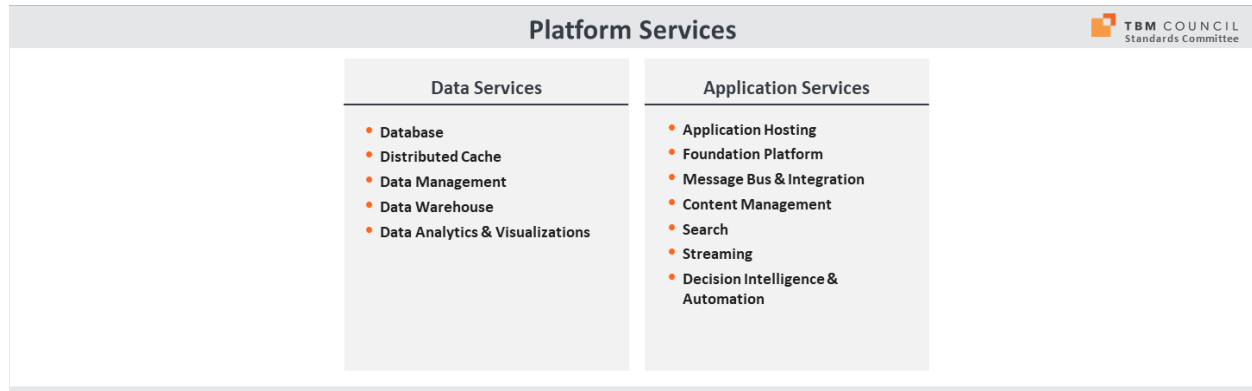 Platform Services
TBM COUNCIL
Standards Committee
Data Services
• Database
• Distributed Cache
• Data Management
• Data Warehouse
• Data Analytics & Visualizations
Application Services
• Application Hosting
• Foundation Platform
• Message Bus & Integration
• Content Management
• Search
• Streaming
• Decision Intelligence &
Automation